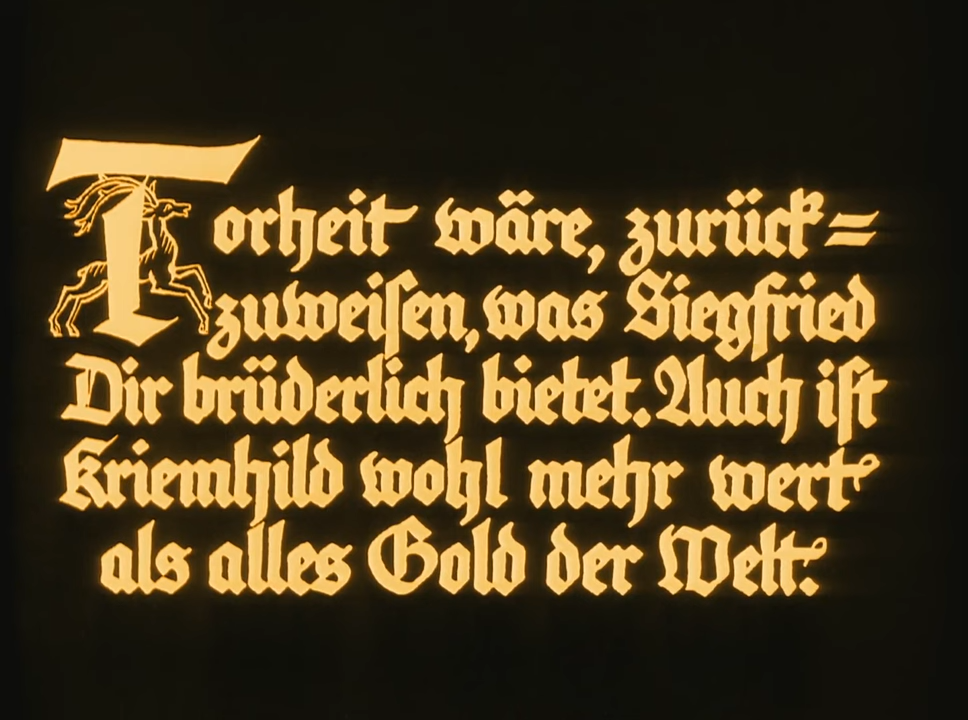 Torheit wäre, zurück=
zuweiſen, was Siegfried
Dir brüderlich bietet. Auch iſt
Kriemhild wohl mehr wert
als alles Gold der Welt.